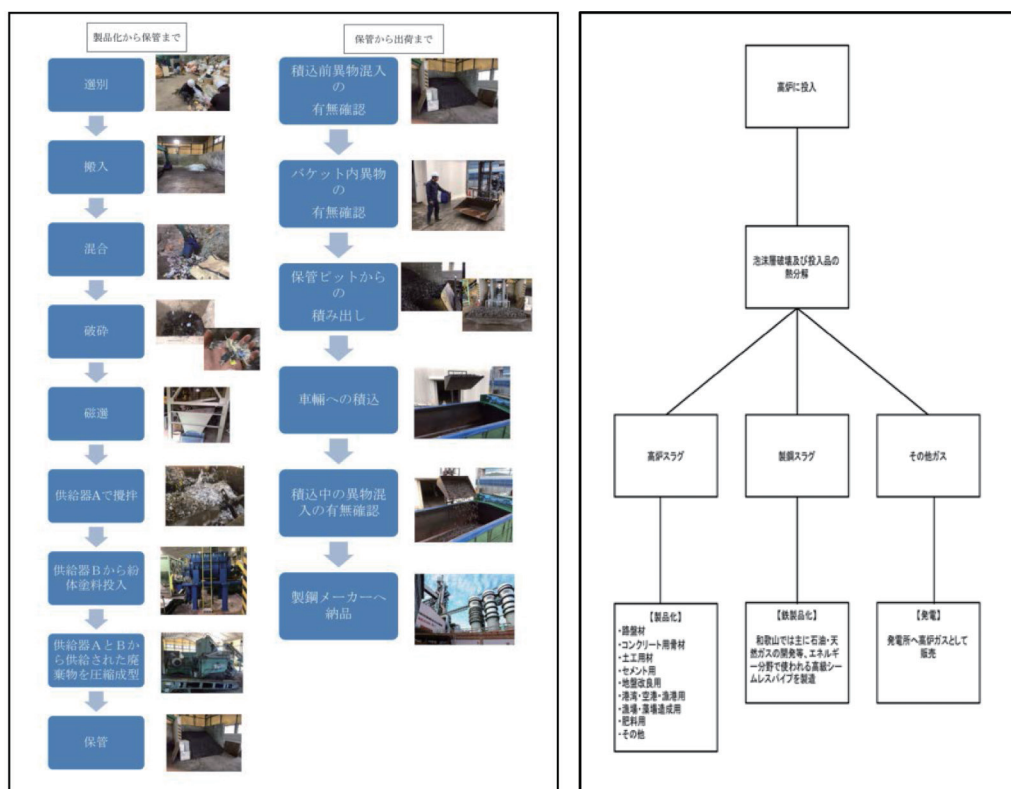 製品化から保管まで
選別
搬入
混合
破砕
磁選
供給器Aで攪拌
供給器Bから紛
体塗料投入
供給器AとBか
ら供給された廃
棄物を圧縮成型
保管
保管から出荷まで
積込前異物混入
の
有無確認
バケット内異物
の
有無確認
保管ピットから
の
積み出し
車輛への積込
積込中の異物混
入の有無確認
製鋼メーカーへ
納品
高炉に投入
泡沫層破壊及び投入品の
熱分解
高炉スラグ
製鋼スラグ
その他ガス
【製品化】
・路盤材
・コンクリート用骨材
・土工用材
・セメント用
・地盤改良用
・港湾・空港・漁港用
・漁場・藻場造成用
・肥料用
・その他
【鉄製品化】
和歌山では主に石油・天
然ガスの開発等、エネルギ
ー分野で使われる高級シー
ムレスパイプを製造
【発電】
発電所へ高炉ガスとして
販売